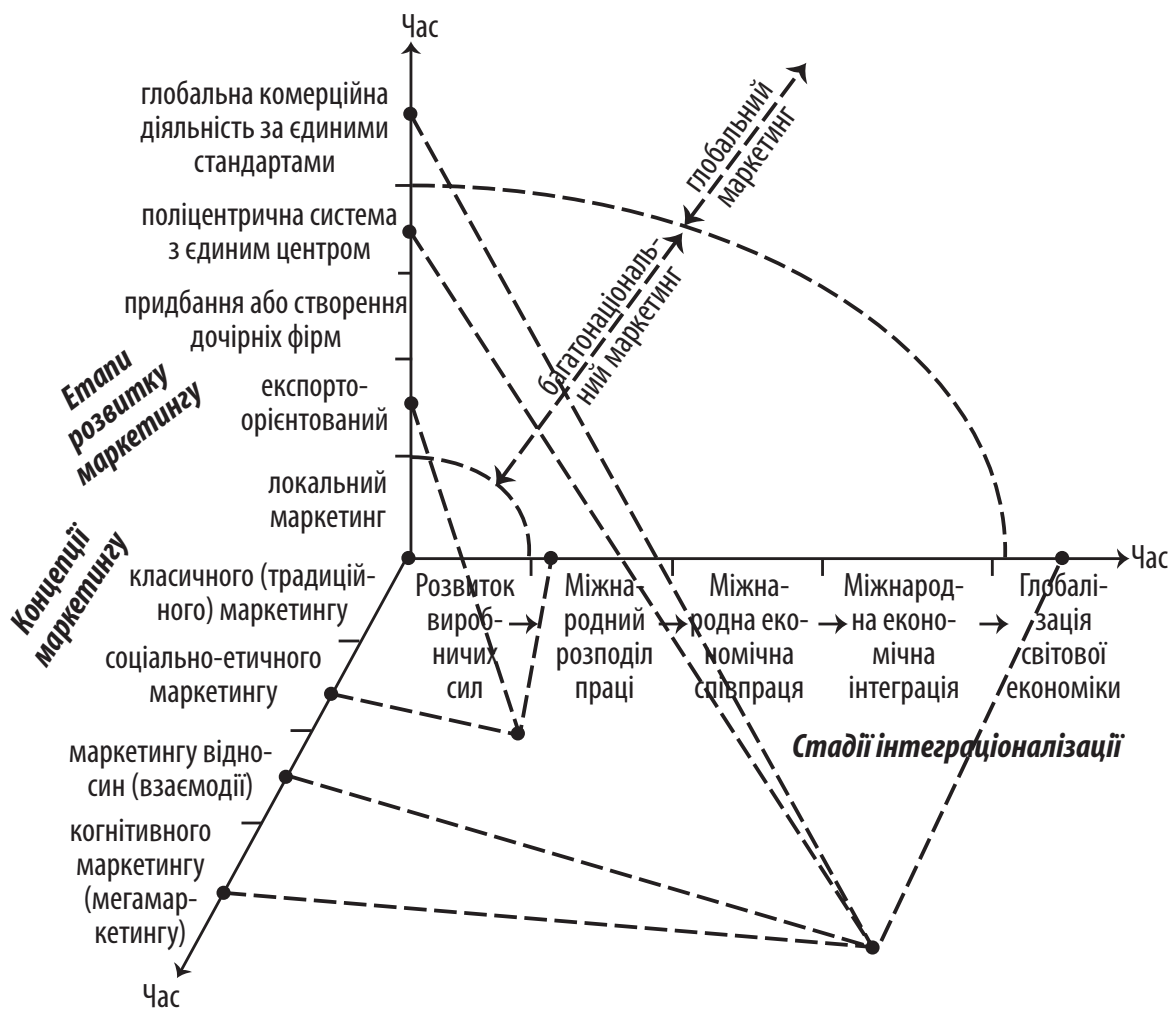 Час
глобальна комерційна
діяльність за єдиними
стандартами
поліцентрична система
з єдиним центром
придбання або створення
дочірніх фірм
експорто-
орієнтований
локальний
маркетинг
Етапи
розвитку
маркетингу
глобальний
маркетинг
багатонаціональ-
ний маркетинг
Концепції
маркетингу
класичного (традицій-
ного) маркетингу
соціально-етичного
маркетингу
маркетингу відно-
син (взаємодії)
когнітивного
маркетингу
(мегамар-
кетингу)
Час
Час
Розвиток
вироб-
ничих
сил
Міжна-
родний
розподіл
праці
Міжна-
родна еко-
номічна
співпраця
Міжнарод-
на еконо-
мічна
інтеграція
Глобалі-
зація
світової
економіки
Стадії інтеграціоналізації